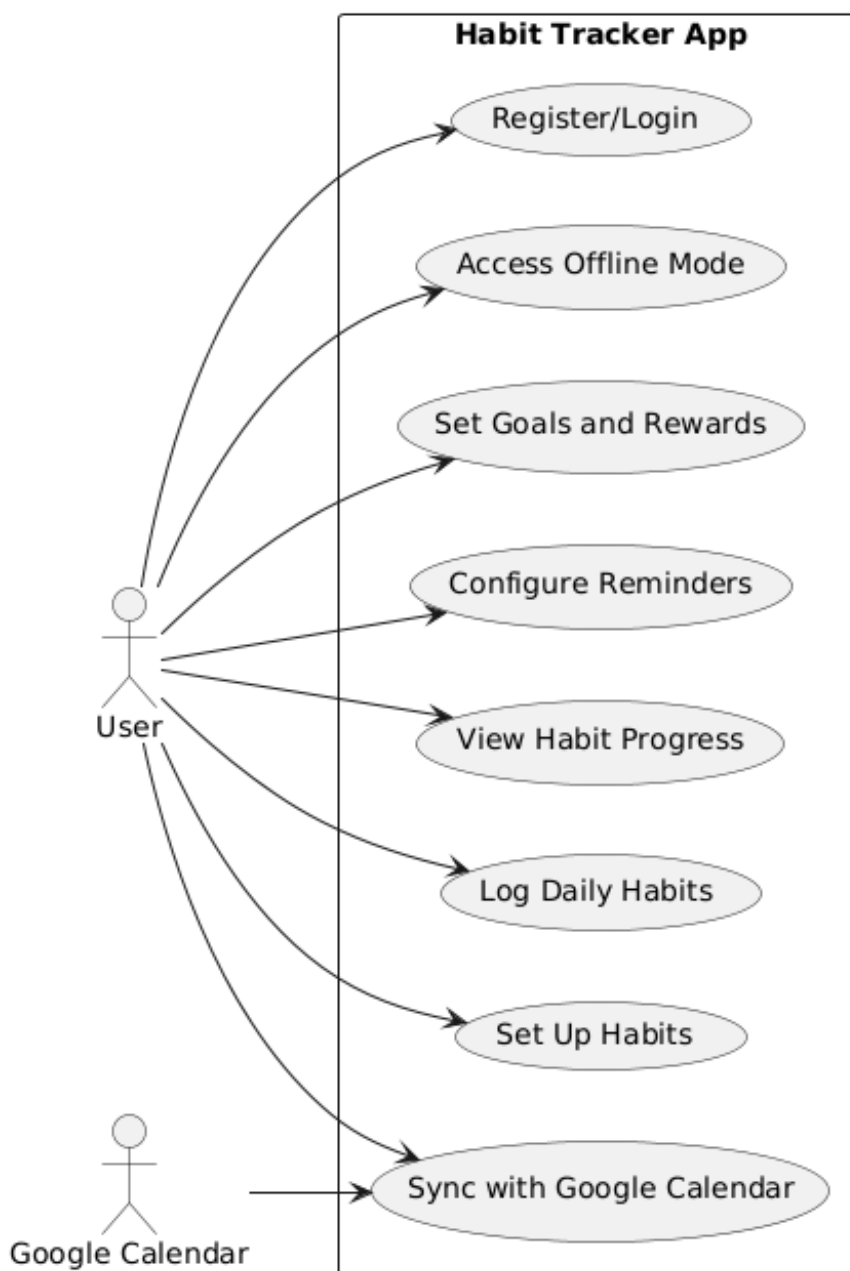 Habit Tracker App
Register/Login
Access Offline Mode
Set Goals and Rewards
Configure Reminders
User
View Habit Progress
Log Daily Habits
Set Up Habits
Sync with Google Calendar
Google Calendar